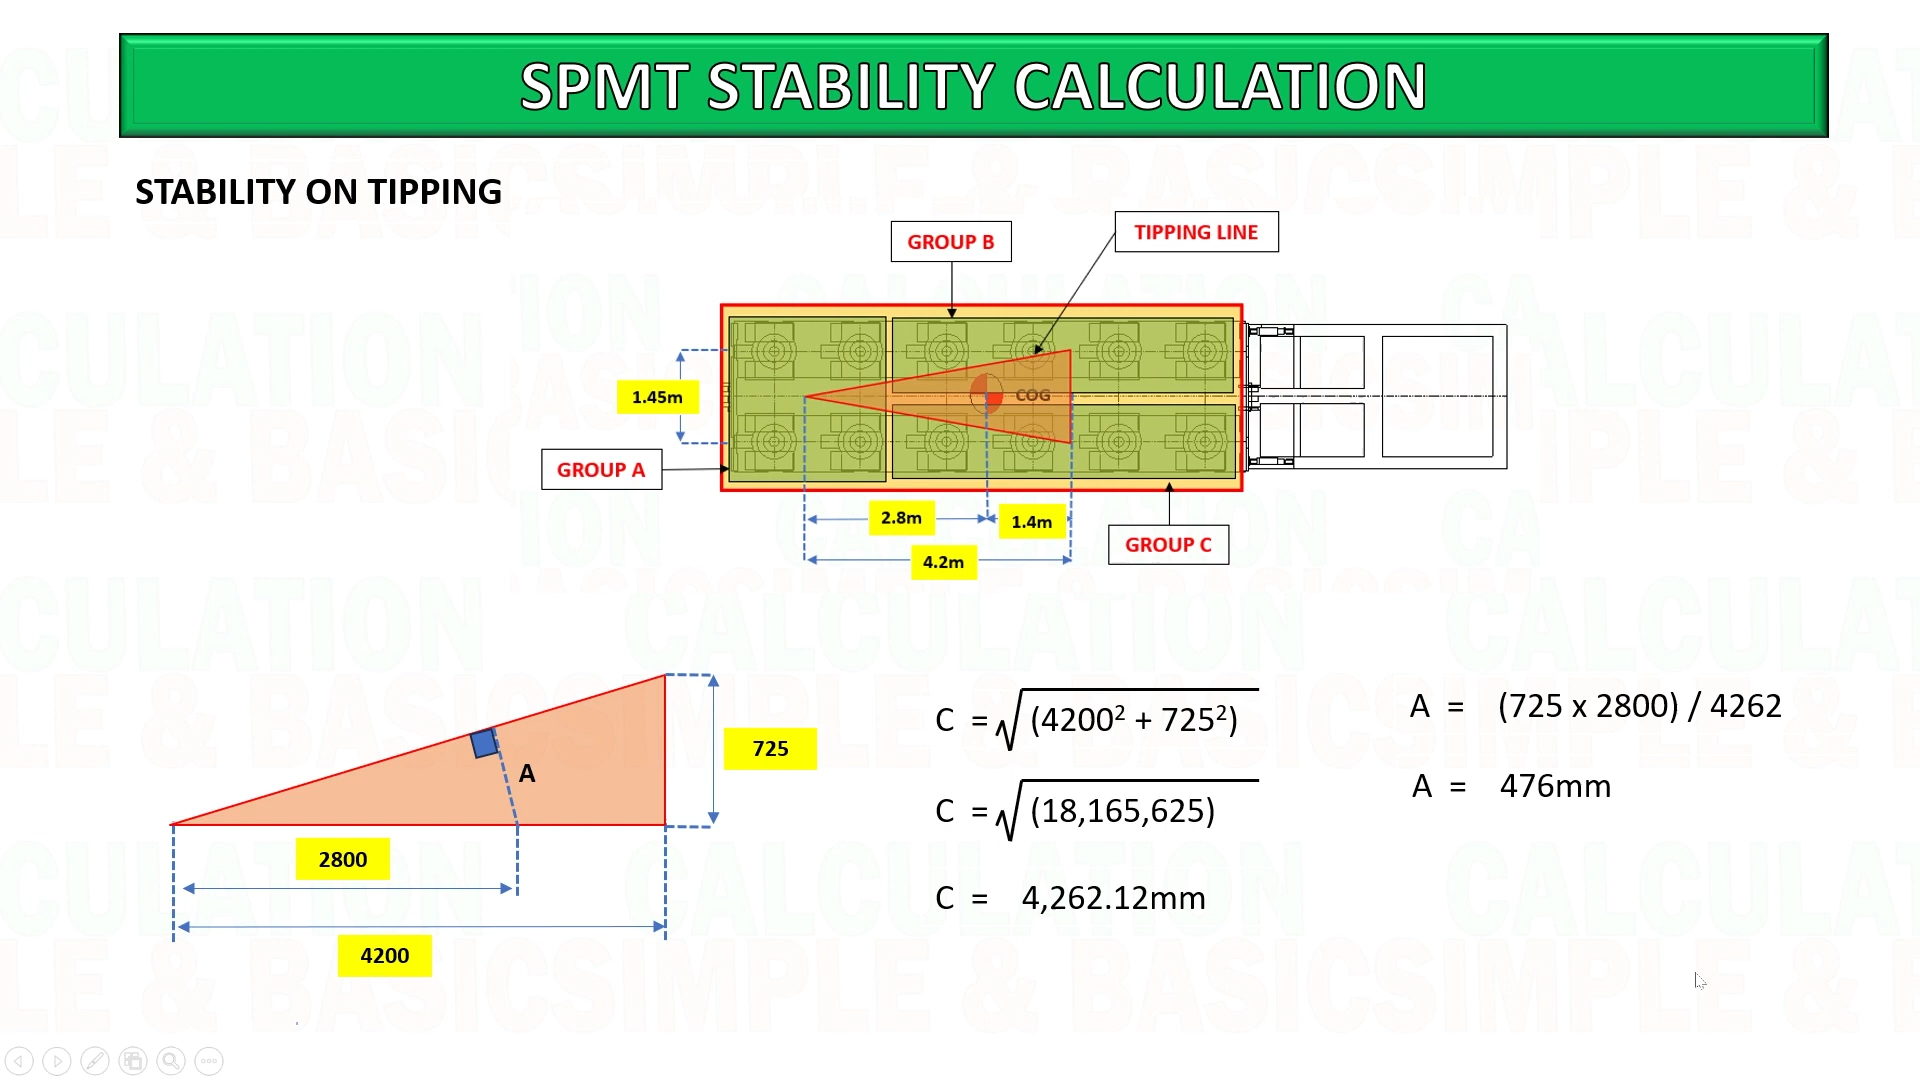 SPMT STABILITY CALCULATION
STABILITY ON TIPPING
GROUP B
TIPPING LINE
1.45m
COG
GROUP A
2.8m
1.4m
4.2m
GROUP C
725
A
2800
4200
C = √(4200² + 725²)
C = √(18,165,625)
C = 4,262.12mm
A = (725 x 2800) / 4262
A = 476mm